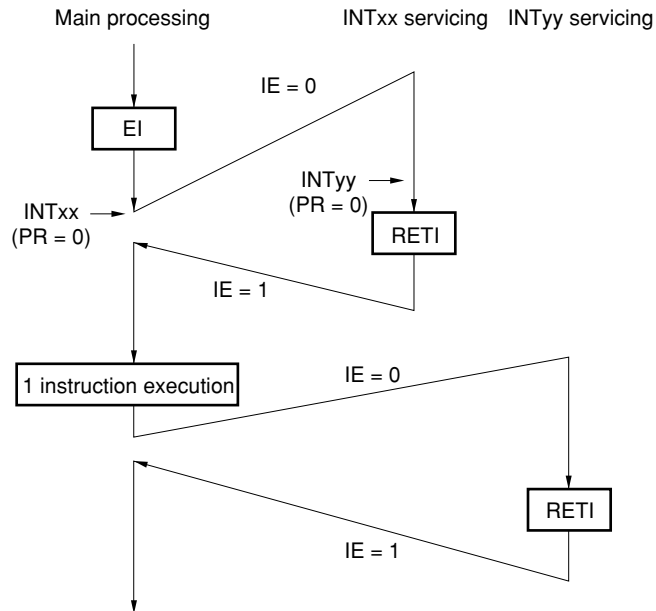 Main processing
INTxx servicing
INTyy servicing
IE = 0
EI
INTyy
(PR = 0)
INTxx
(PR = 0)
RETI
IE = 1
1 instruction execution
IE = 0
RETI
IE = 1